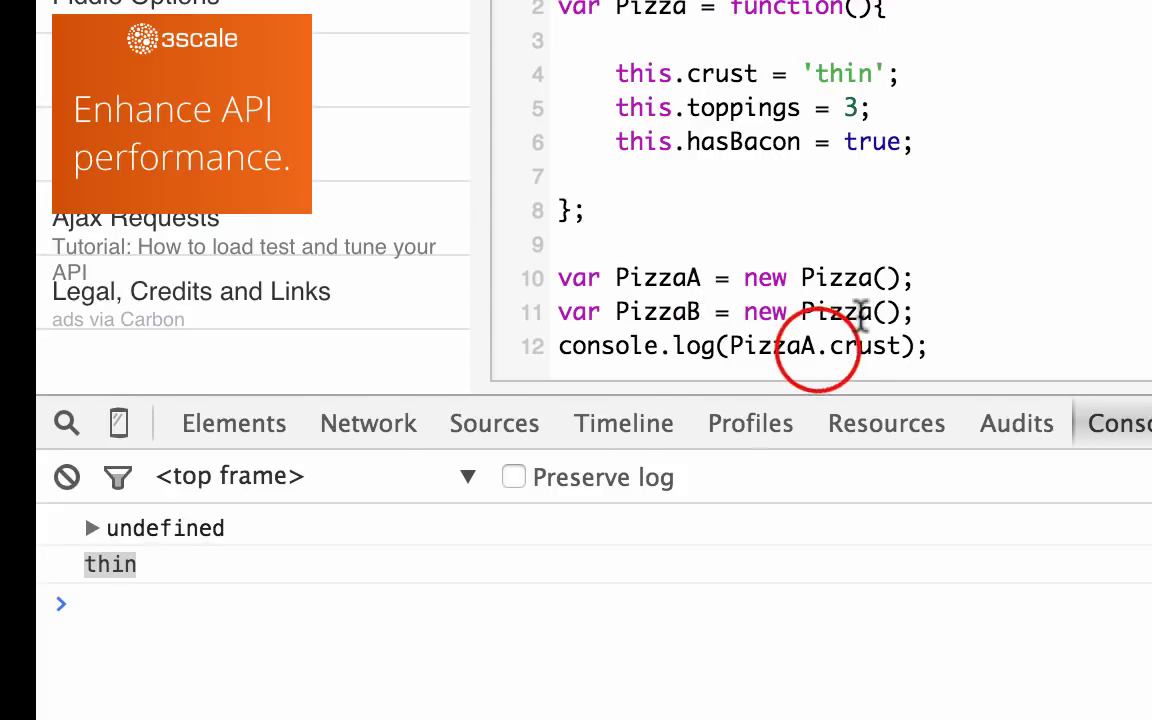 Fiddle Options
3scale
Enhance API
performance.
Ajax Requests
Tutorial: How to load test and tune your
API
Legal, Credits and Links
ads via Carbon
2 var Pizza = function(){
3
4 this.crust = 'thin';
5 this.toppings = 3;
6 this.hasBacon = true;
7
8 };
9
10 var PizzaA = new Pizza();
11 var PizzaB = new Pizza();
12 console.log(PizzaA.crust);
Elements Network Sources Timeline Profiles Resources Audits Conso
<top frame> ▼ Preserve log
▶ undefined
thin
>